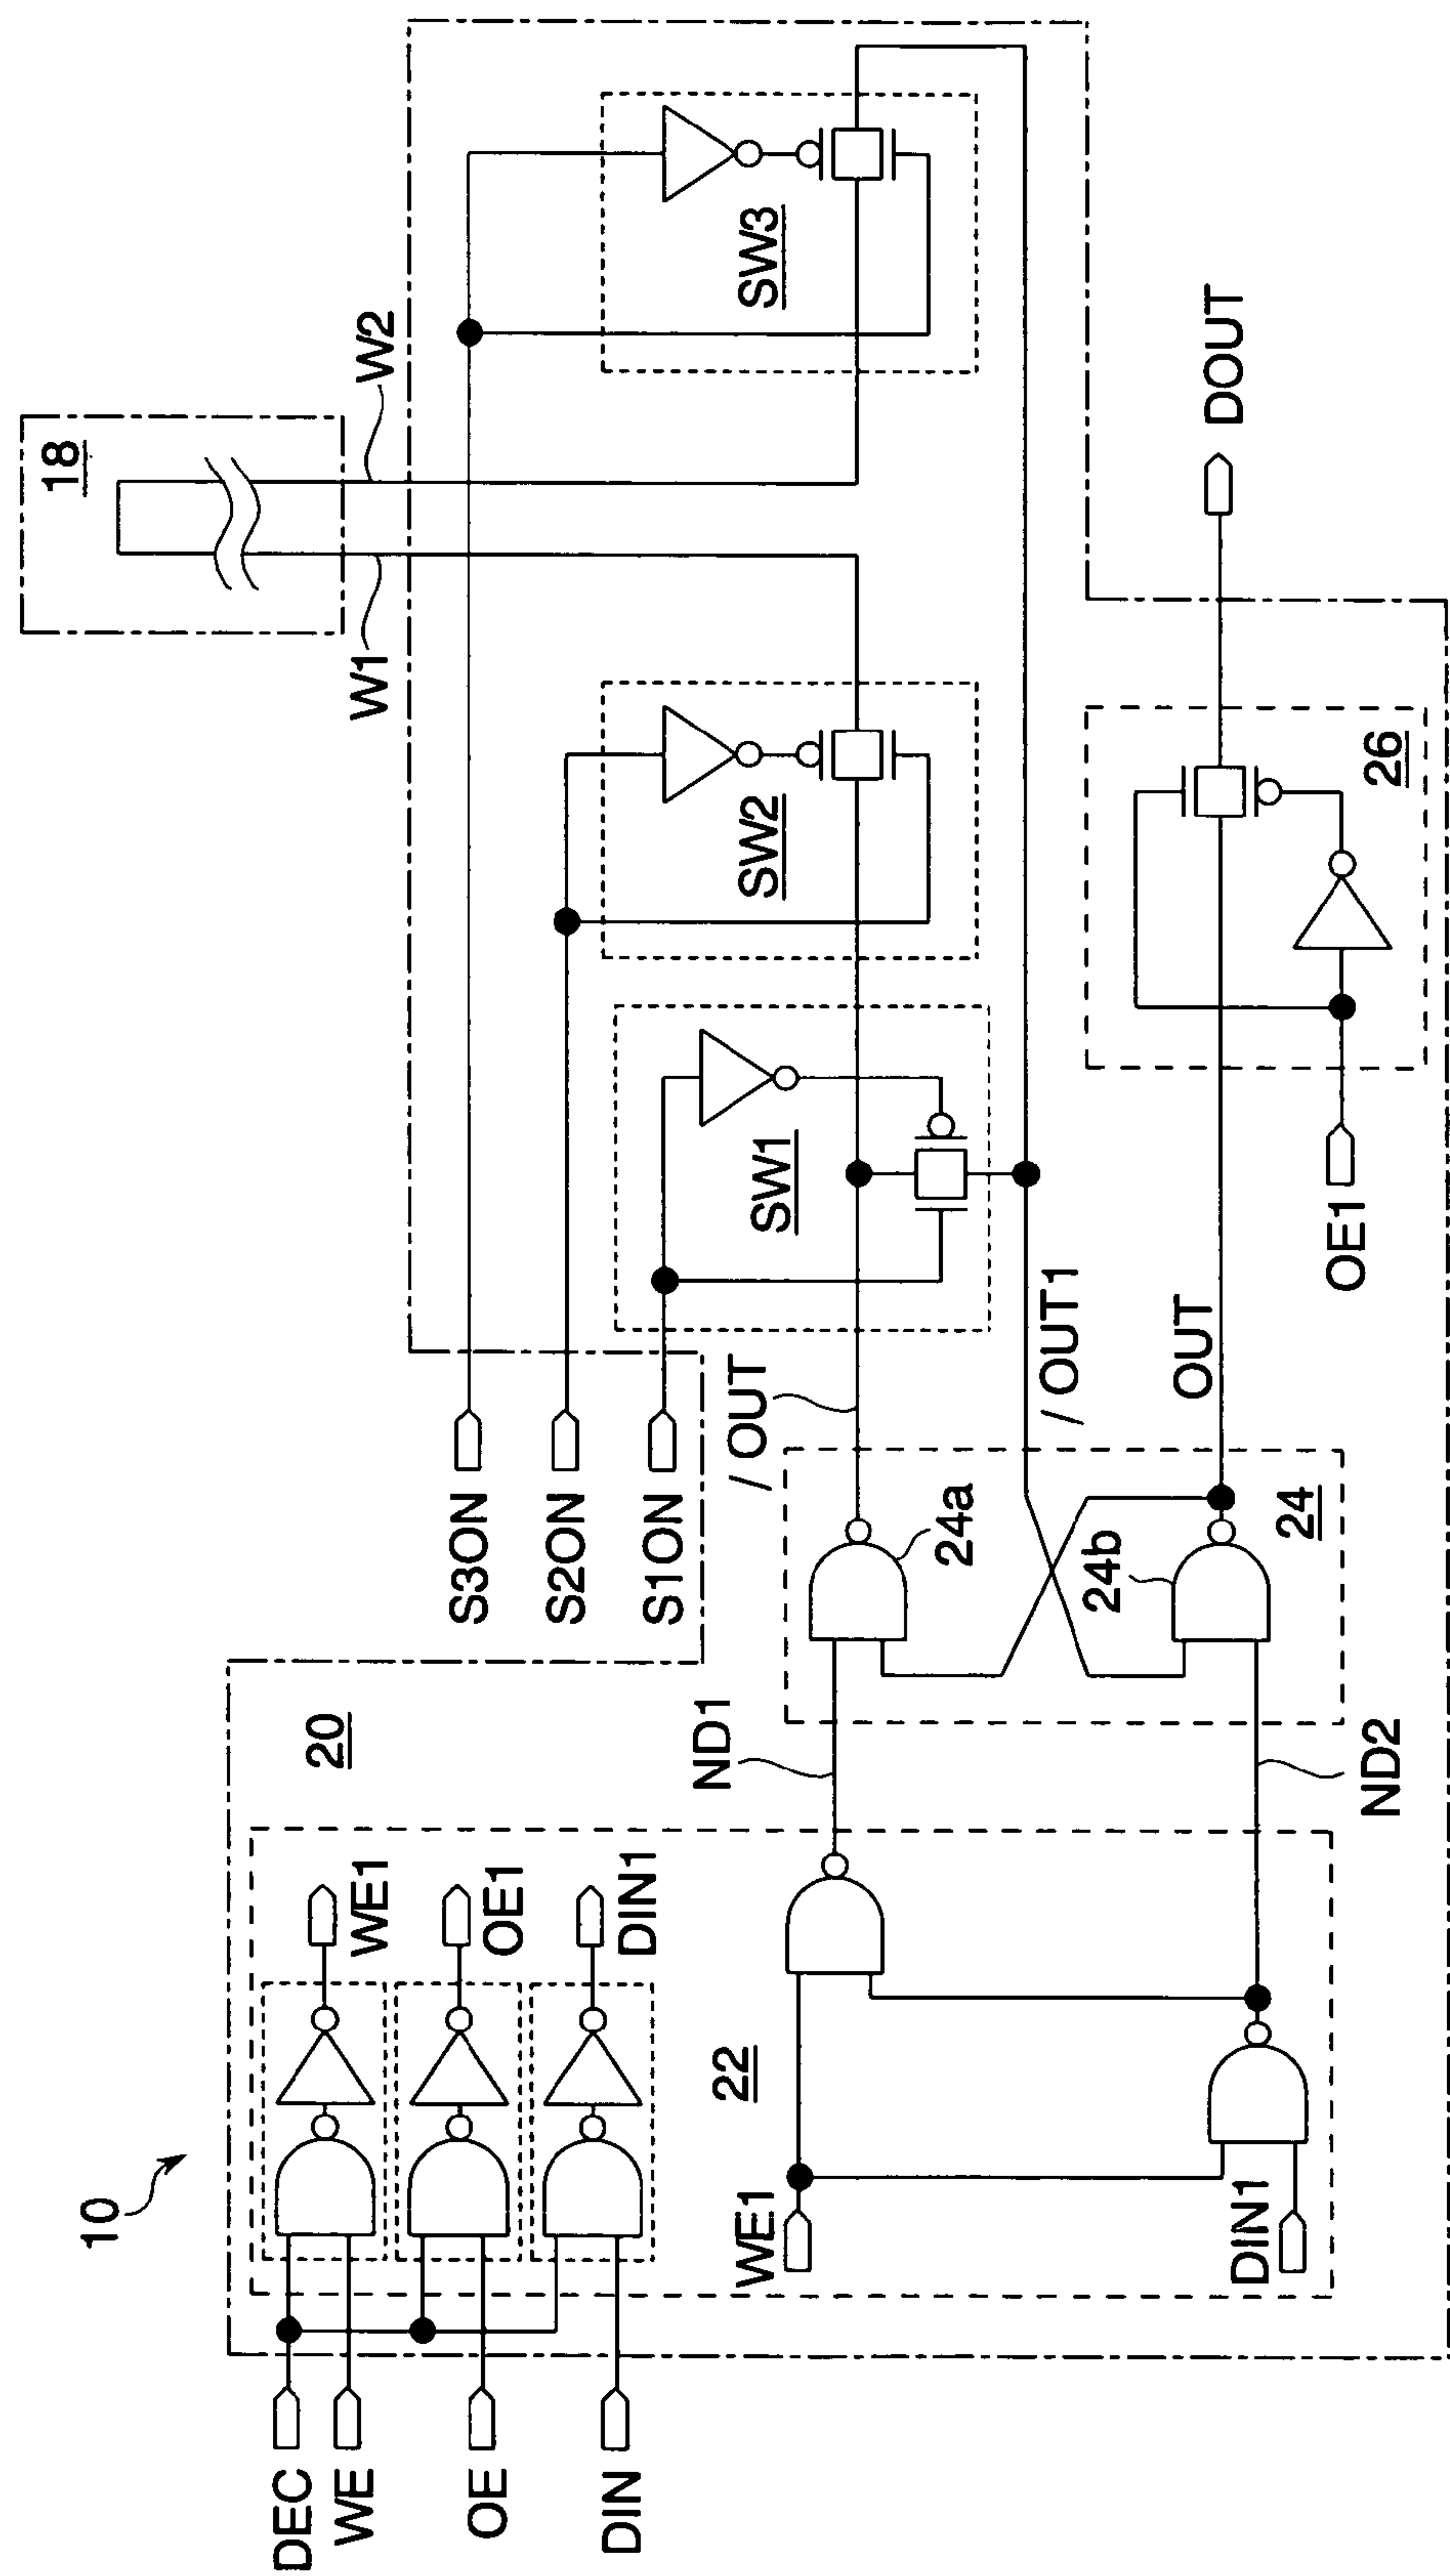 10
18
W1
W2
20
S3ON
S2ON
S1ON
SW1
SW2
SW3
/ OUT
/ OUT1
OUT
DEC
WE
OE
DIN
WE1
OE1
DIN1
22
WE1
DIN1
ND1
ND2
24a
24b
24
OE1
26
DOUT